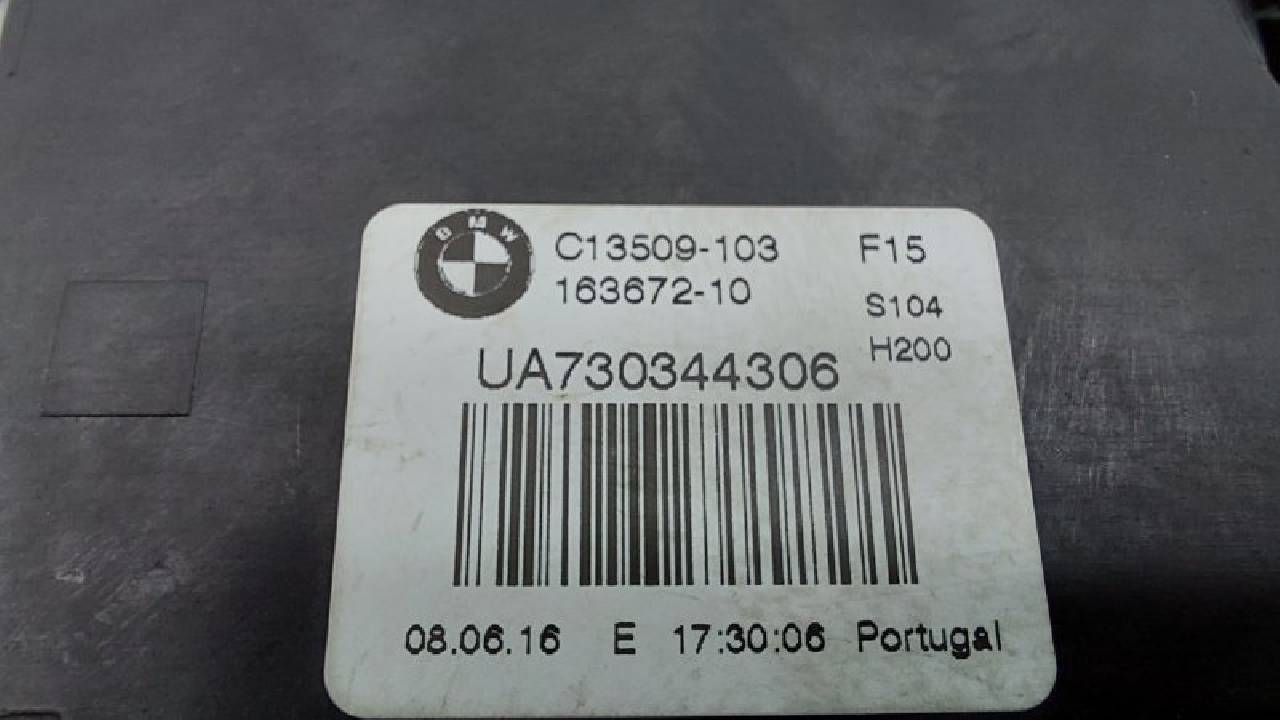 BMW
C13509-103 F15
163672-10 S104
H200
UA730344306
08.06.16 E 17:30:06 Portugal